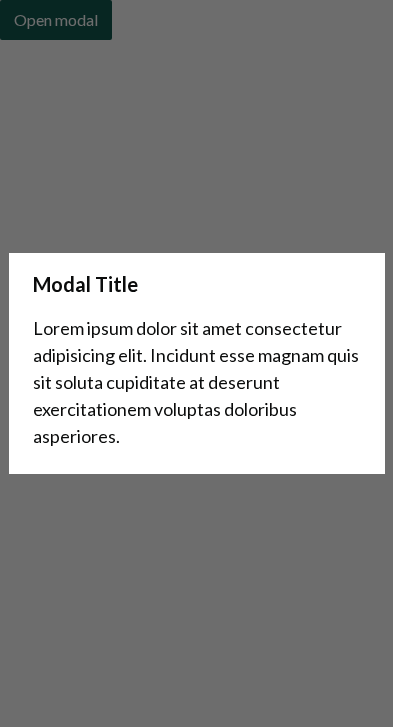 Open modal
Modal Title
Lorem ipsum dolor sit amet consectetur
adipisicing elit. Incidunt esse magnam quis
sit soluta cupiditate at deserunt
exercitationem voluptas doloribus
asperiores.